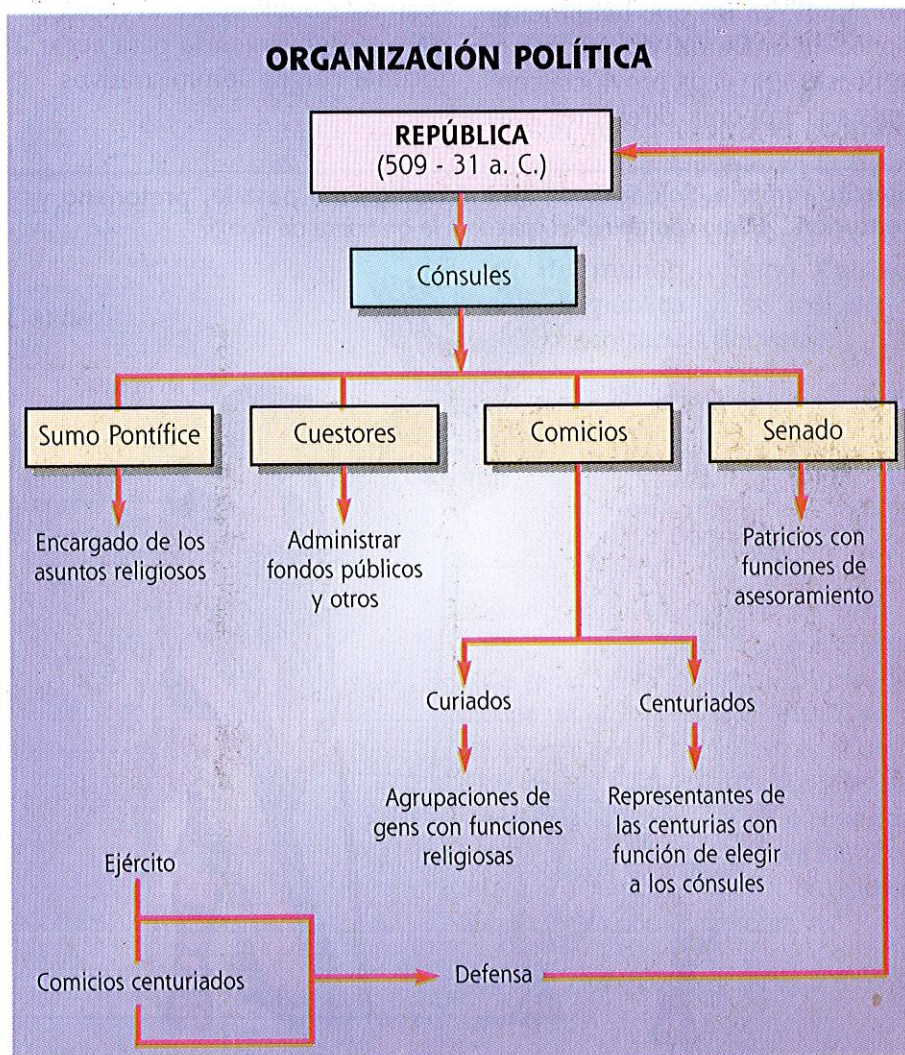 ORGANIZACIÓN POLÍTICA
REPÚBLICA
(509 - 31 a. C.)
Cónsules
Sumo Pontífice
Cuestores
Comicios
Senado
Encargado de los
asuntos religiosos
Administrar
fondos públicos
y otros
Patricios con
funciones de
asesoramiento
Curiados
Centuriados
Agrupaciones de
gens con funciones
religiosas
Representantes de
las centurias con
función de elegir
a los cónsules
Ejército
Comicios centuriados
Defensa